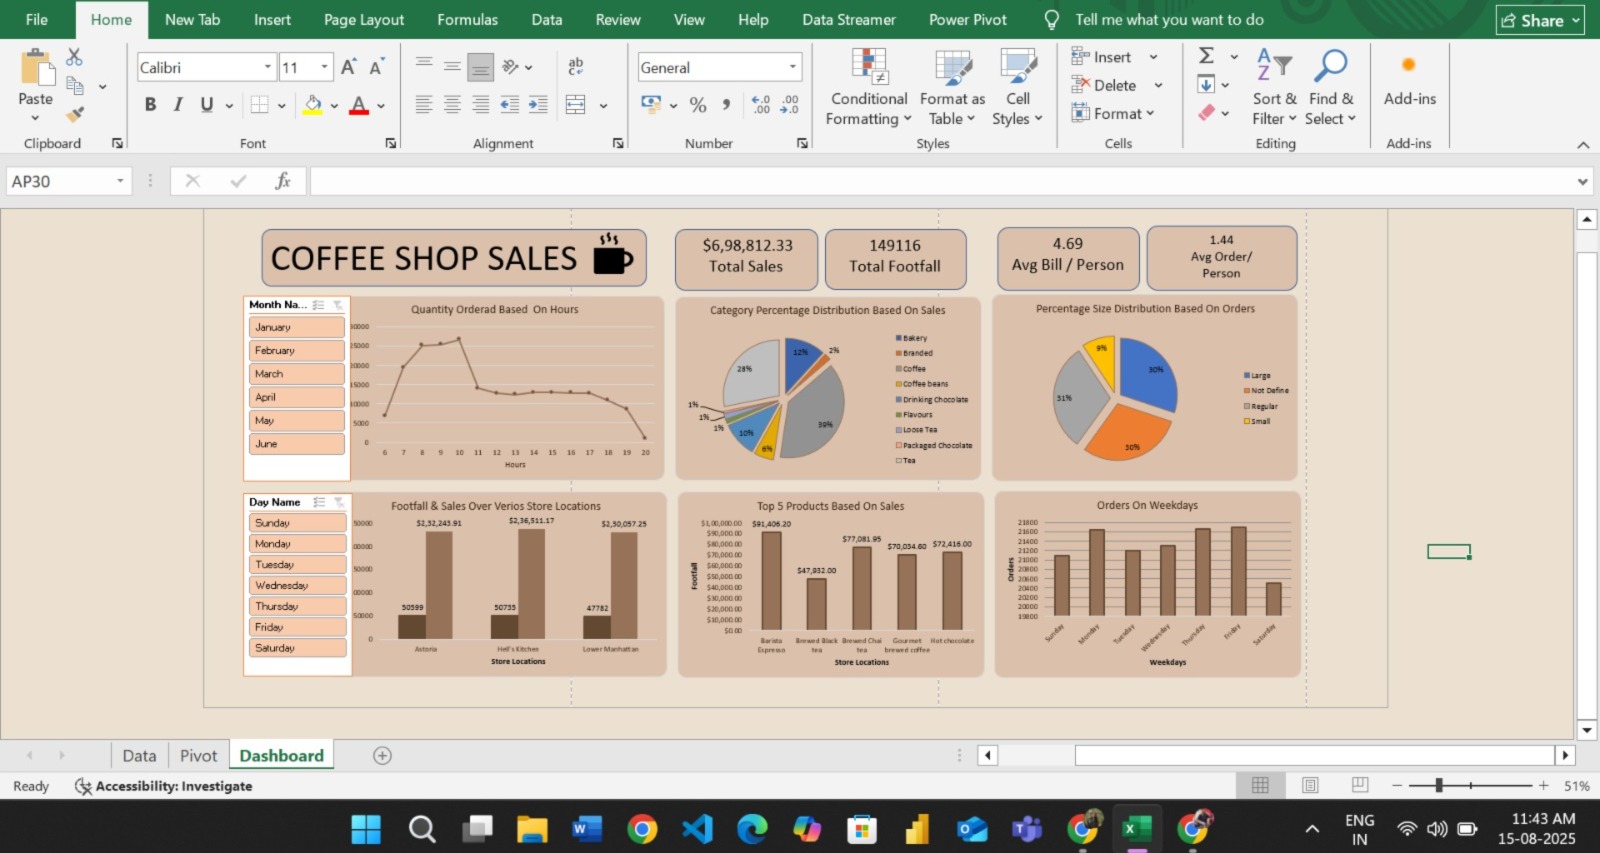 File Home New Tab Insert Page Layout Formulas Data Review View Help Data Streamer Power Pivot Tell me what you want to do Share
Paste
Clipboard
Calibri 11
B I U
Font
ab
Alignment
General
%
Number
Conditional Formatting
Format as Table
Cell Styles
Styles
Insert
Delete
Format
Cells
Sort & Filter
Find & Select
Editing
Add-ins
Add-ins
AP30
fx
COFFEE SHOP SALES
$6,98,812.33
Total Sales
149116
Total Footfall
4.69
Avg Bill / Person
1.44
Avg Order/
Person
Month Na...
January
February
March
April
May
June
Quantity Orderad Based On Hours
25000
5000
0
6 7 8 9 10 11 12 13 14 15 16 17 18 19 20
Hours
Category Percentage Distribution Based On Sales
12%
2%
39%
6%
10%
1%
1%
1%
28%
Bakery
Branded
Coffee
Coffee beans
Drinking Chocolate
Flavours
Loose Tea
Packaged Chocolate
Tea
Percentage Size Distribution Based On Orders
30%
30%
31%
9%
Large
Not Define
Regular
Small
Day Name
Sunday
Monday
Tuesday
Wednesday
Thursday
Friday
Saturday
Footfall & Sales Over Verios Store Locations
$2,32,243.91
$2,36,511.17
$2,30,057.25
50599
50735
47782
0
Astoria Hell's Kitchen Lower Manhattan
Store Locations
Top 5 Products Based On Sales
$1,00,000.00
$90,000.00
$80,000.00
$70,000.00
$60,000.00
$50,000.00
$40,000.00
$30,000.00
$20,000.00
$10,000.00
$0.00
Footfall
$91,406.20
$47,932.00
$77,081.95
$70,034.60
$72,416.00
Barista Espresso
Brewed Black tea
Brewed Chai tea
Gourmet brewed coffee
Hot chocolate
Store Locations
Orders On Weekdays
21800
21600
21400
21200
21000
20800
20600
20400
20200
20000
19800
Orders
Sunday Monday Tuesday Wednesday Thursday Friday Saturday
Weekdays
Data Pivot Dashboard
Ready Accessibility: Investigate 51%
ENG
IN
11:43 AM
15-08-2025